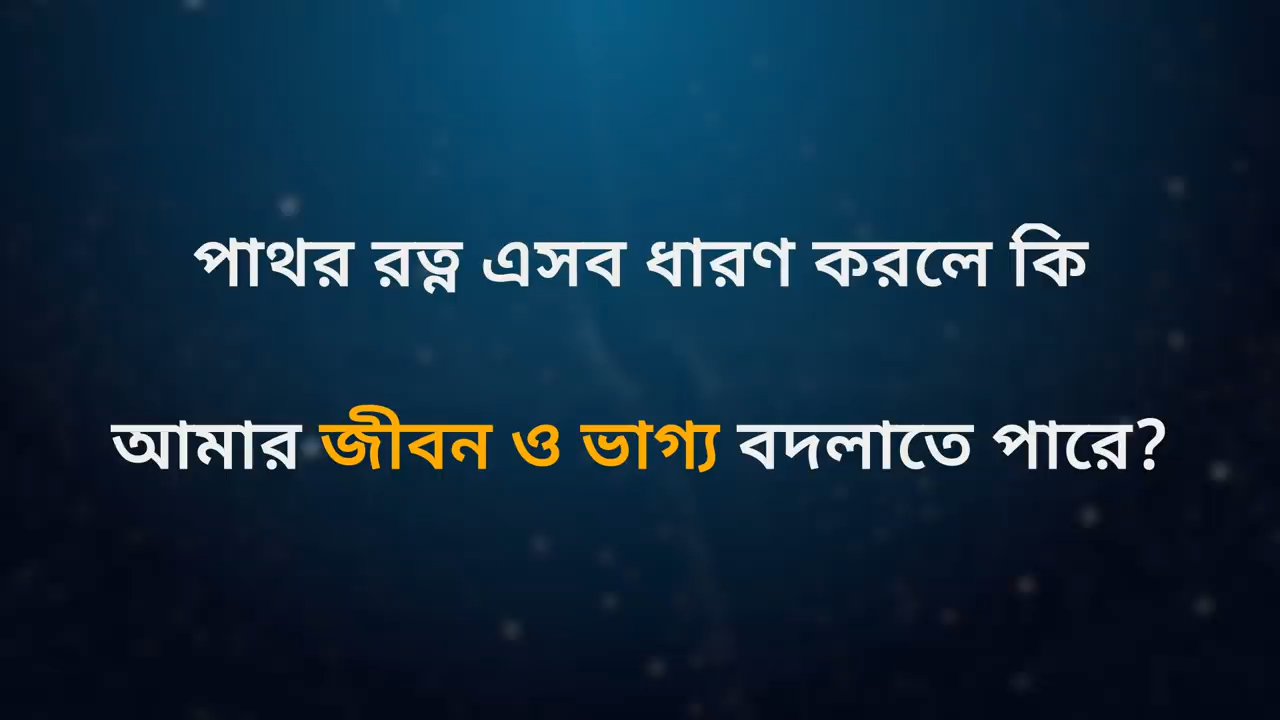 পাথর রত্ন এসব ধারণ করলে কি
আমার জীবন ও ভাগ্য বদলাতে পারে?